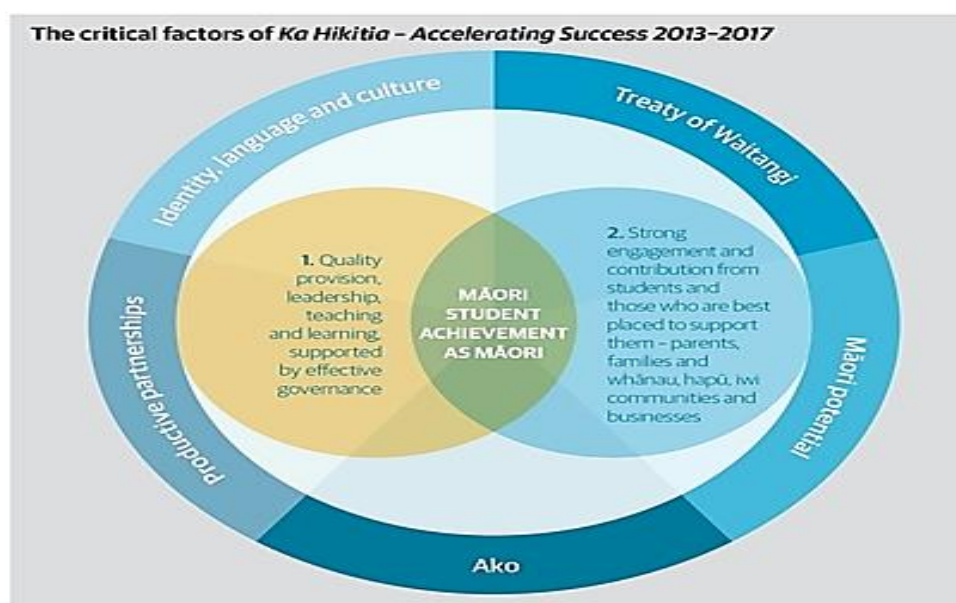 The critical factors of Ka Hikitia – Accelerating Success 2013–2017
Identity, language and culture
Treaty of Waitangi
1. Quality
provision,
leadership,
teaching
and learning,
supported
by effective
governance
MĀORI
STUDENT
ACHIEVEMENT
AS MĀORI
2. Strong
engagement and
contribution from
students and
those who are best
placed to support
them – parents,
families and
whānau, hapū, iwi
communities and
businesses
Productive partnerships
Māori potential
Ako